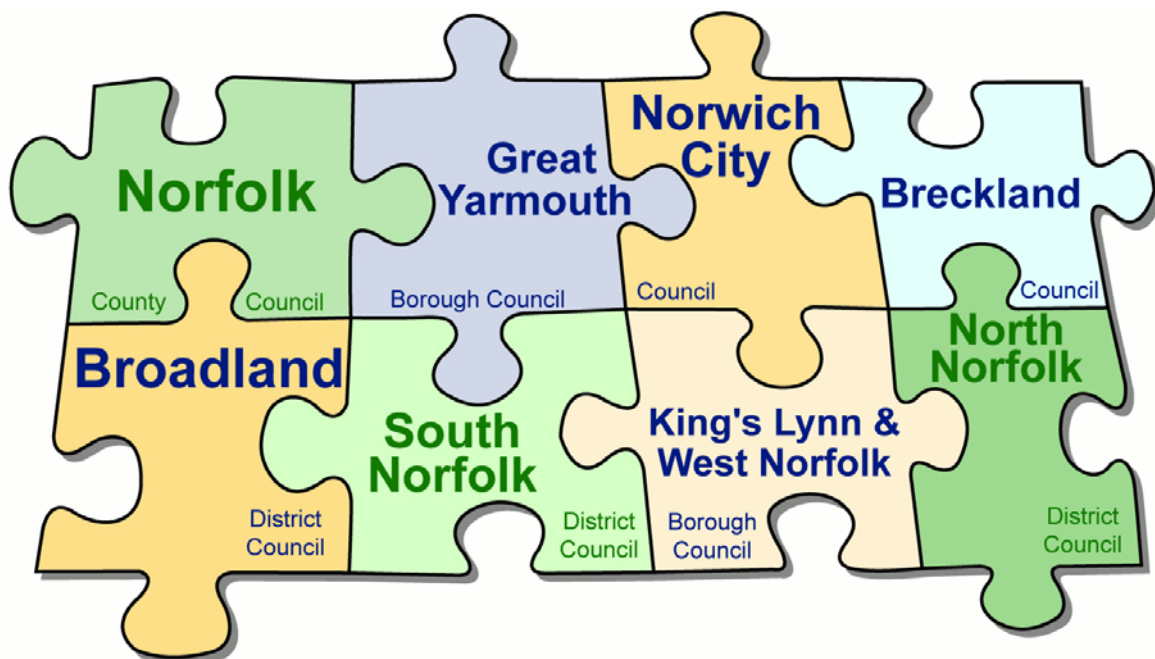 Norfolk
County Council
Great
Yarmouth
Borough Council
Norwich
City
Council
Breckland
Council
Broadland
District
Council
South
Norfolk
District
Council
King's Lynn &
West Norfolk
Borough
Council
North
Norfolk
District
Council